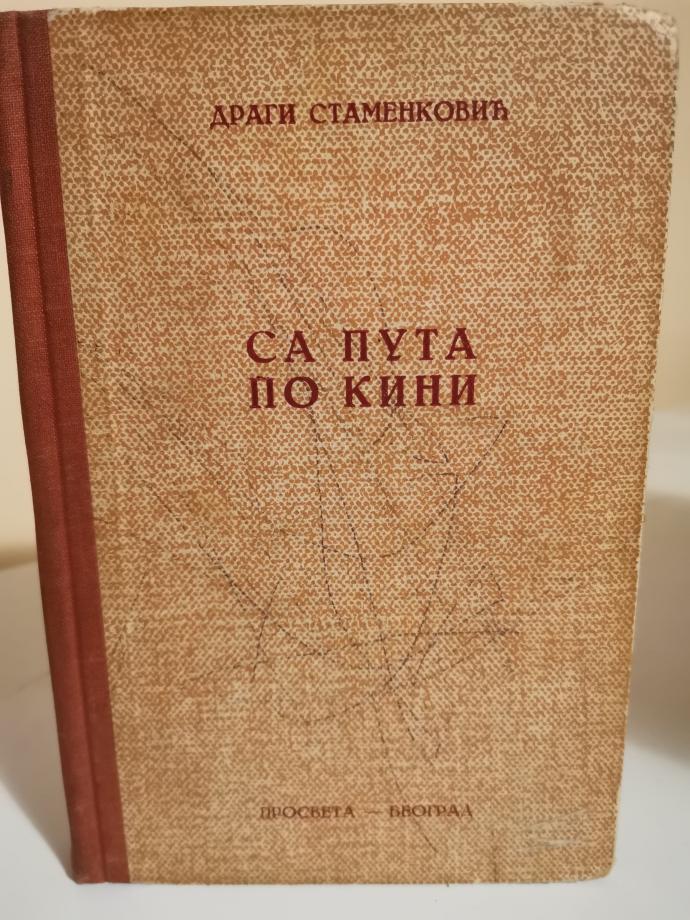 ДРАГИ СТАМЕНКОВИЋ
СА ПУТА
ПО КИНИ
ПРОСВЕТА — БЕОГРАД